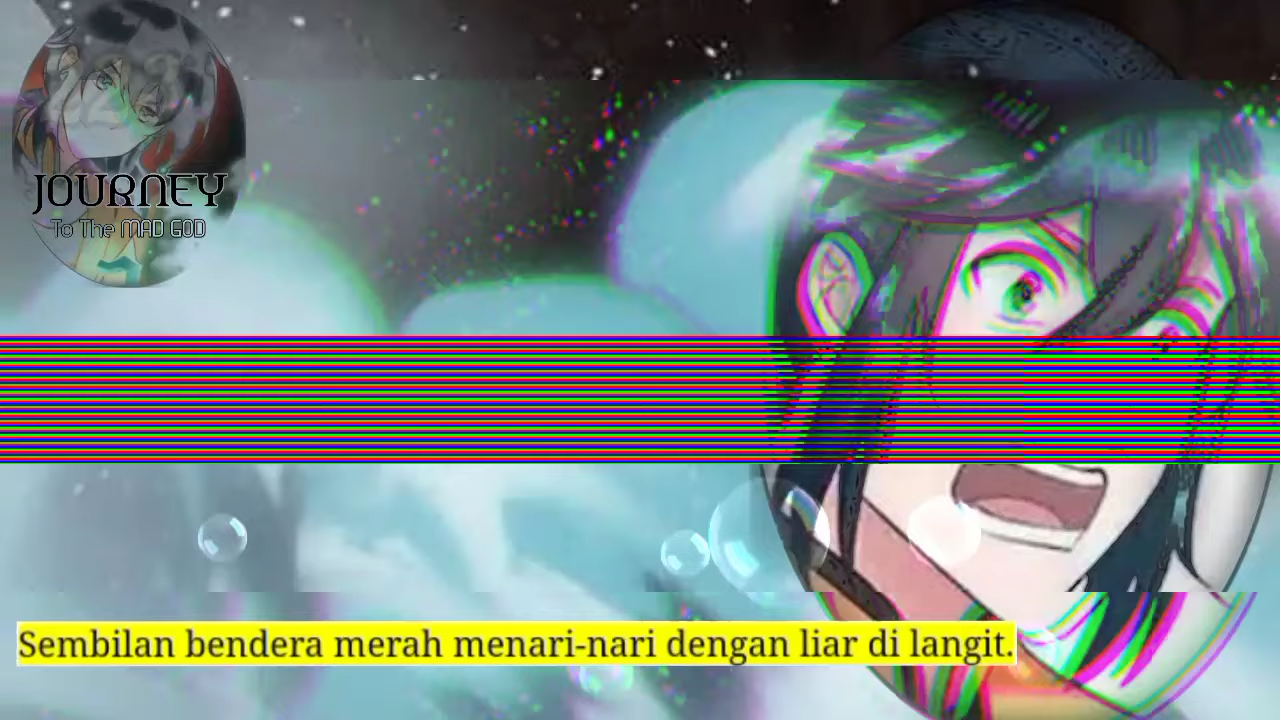 JOURNEY
To The MAD GOD
Sembilan bendera merah menari-nari dengan liar di langit.